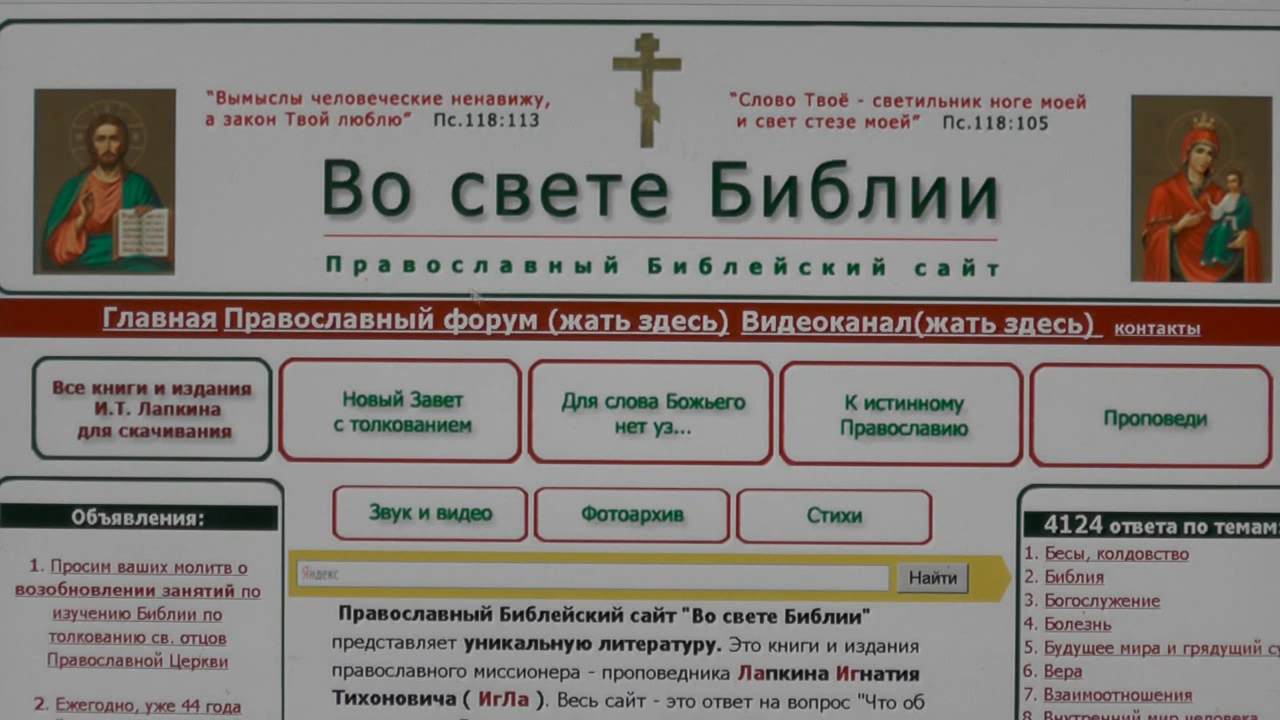 "Вымыслы человеческие ненавижу,
а закон Твой люблю" Пс.118:113
"Слово Твоё - светильник ноге моей
и свет стезе моей" Пс.118:105
Во свете Библии
Православный Библейский сайт
Главная Православный форум (жать здесь) Видеоканал(жать здесь) контакты
Все книги и издания
И.Т. Лапкина
для скачивания
Новый Завет
с толкованием
Для слова Божьего
нет уз...
К истинному
Православию
Проповеди
Звук и видео
Фотоархив
Стихи
Объявления:
1. Просим ваших молитв о
возобновлении занятий по
изучению Библии по
толкованию св. отцов
Православной Церкви
2. Ежегодно, уже 44 года
Яндекс
Найти
Православный Библейский сайт "Во свете Библии"
представляет уникальную литературу. Это книги и издания
православного миссионера - проповедника Лапкина Игнатия
Тихоновича ( ИгЛа ). Весь сайт - это ответ на вопрос "Что об
4124 ответа по темам:
1. Бесы, колдовство
2. Библия
3. Богослужение
4. Болезнь
5. Будущее мира и грядущий су
6. Вера
7. Взаимоотношения
8. Внутренний мир человека